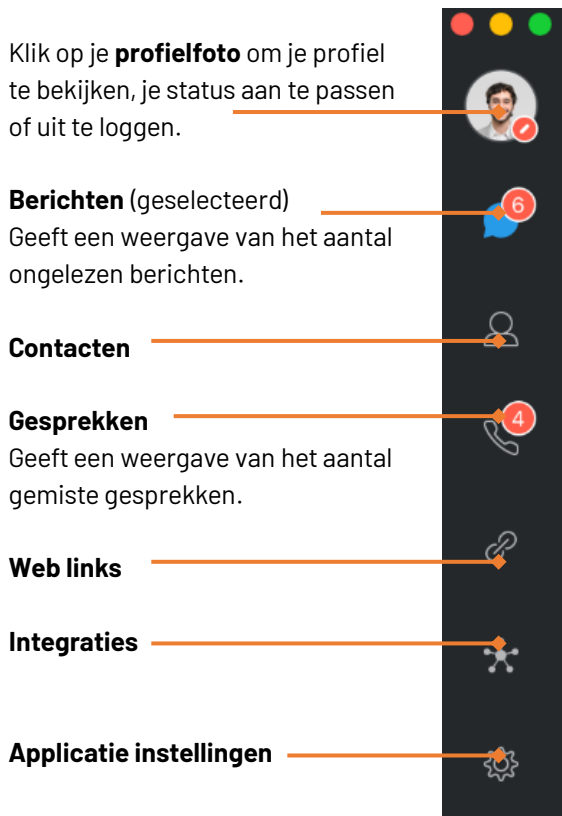 Klik op je profielfoto om je profiel
te bekijken, je status aan te passen
of uit te loggen.
Berichten (geselecteerd)
6
Geeft een weergave van het aantal
ongelezen berichten.
Contacten
Gesprekken
4
Geeft een weergave van het aantal
gemiste gesprekken.
Web links
Integraties
Applicatie instellingen